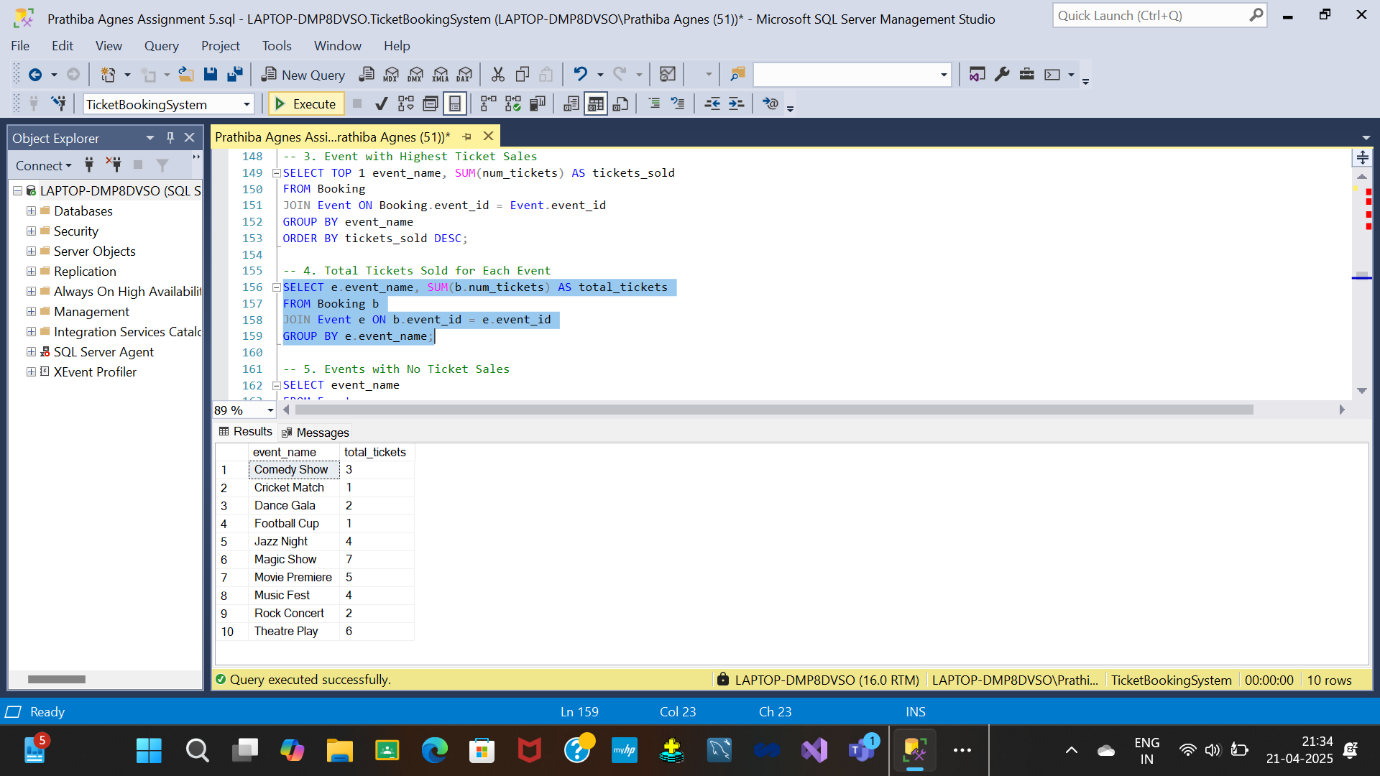 Prathiba Agnes Assignment 5.sql - LAPTOP-DMP8DVSO.TicketBookingSystem (LAPTOP-DMP8DVSO\Prathiba Agnes (51))* - Microsoft SQL Server Management Studio
Quick Launch (Ctrl+Q)
File Edit View Query Project Tools Window Help
New Query MDX DMX XMLA DAX
TicketBookingSystem Execute
Object Explorer
Prathiba Agnes Assi...rathiba Agnes (51))*
Connect
LAPTOP-DMP8DVSO (SQL S
Databases
Security
Server Objects
Replication
Always On High Availabilit
Management
Integration Services Catalo
SQL Server Agent
XEvent Profiler
148 -- 3. Event with Highest Ticket Sales
149 SELECT TOP 1 event_name, SUM(num_tickets) AS tickets_sold
150 FROM Booking
151 JOIN Event ON Booking.event_id = Event.event_id
152 GROUP BY event_name
153 ORDER BY tickets_sold DESC;
154
155 -- 4. Total Tickets Sold for Each Event
156 SELECT e.event_name, SUM(b.num_tickets) AS total_tickets
157 FROM Booking b
158 JOIN Event e ON b.event_id = e.event_id
159 GROUP BY e.event_name;
160
161 -- 5. Events with No Ticket Sales
162 SELECT event_name
89 %
Results Messages
event_name total_tickets
1 Comedy Show 3
2 Cricket Match 1
3 Dance Gala 2
4 Football Cup 1
5 Jazz Night 4
6 Magic Show 7
7 Movie Premiere 5
8 Music Fest 4
9 Rock Concert 2
10 Theatre Play 6
Query executed successfully. LAPTOP-DMP8DVSO (16.0 RTM) LAPTOP-DMP8DVSO\Prathi... TicketBookingSystem 00:00:00 10 rows
Ready Ln 159 Col 23 Ch 23 INS
5
myhp
1
ENG
IN
21:34
21-04-2025